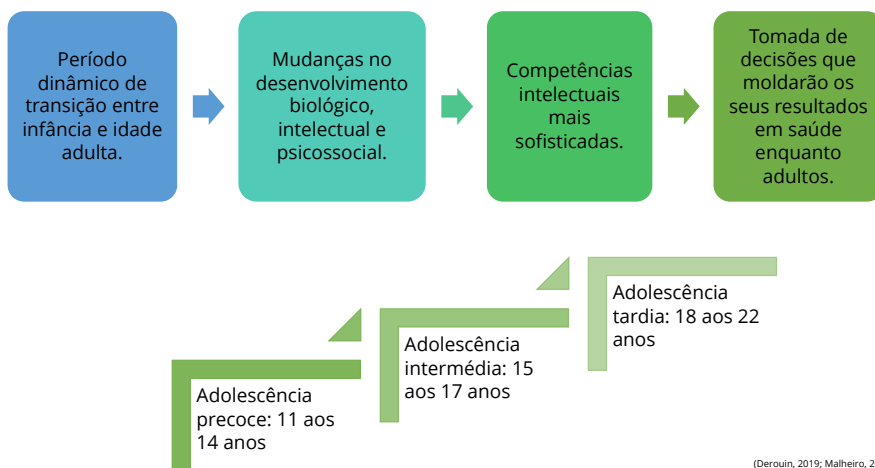 Período
dinâmico de
transição entre
infância e idade
adulta.
Mudanças no
desenvolvimento
biológico,
intelectual e
psicossocial.
Competências
intelectuais
mais
sofisticadas.
Tomada de
decisões que
moldarão os
seus resultados
em saúde
enquanto
adultos.
Adolescência
precoce: 11 aos
14 anos
Adolescência
intermédia: 15
aos 17 anos
Adolescência
tardia: 18 aos 22
anos
(Derouin, 2019; Malheiro, 2